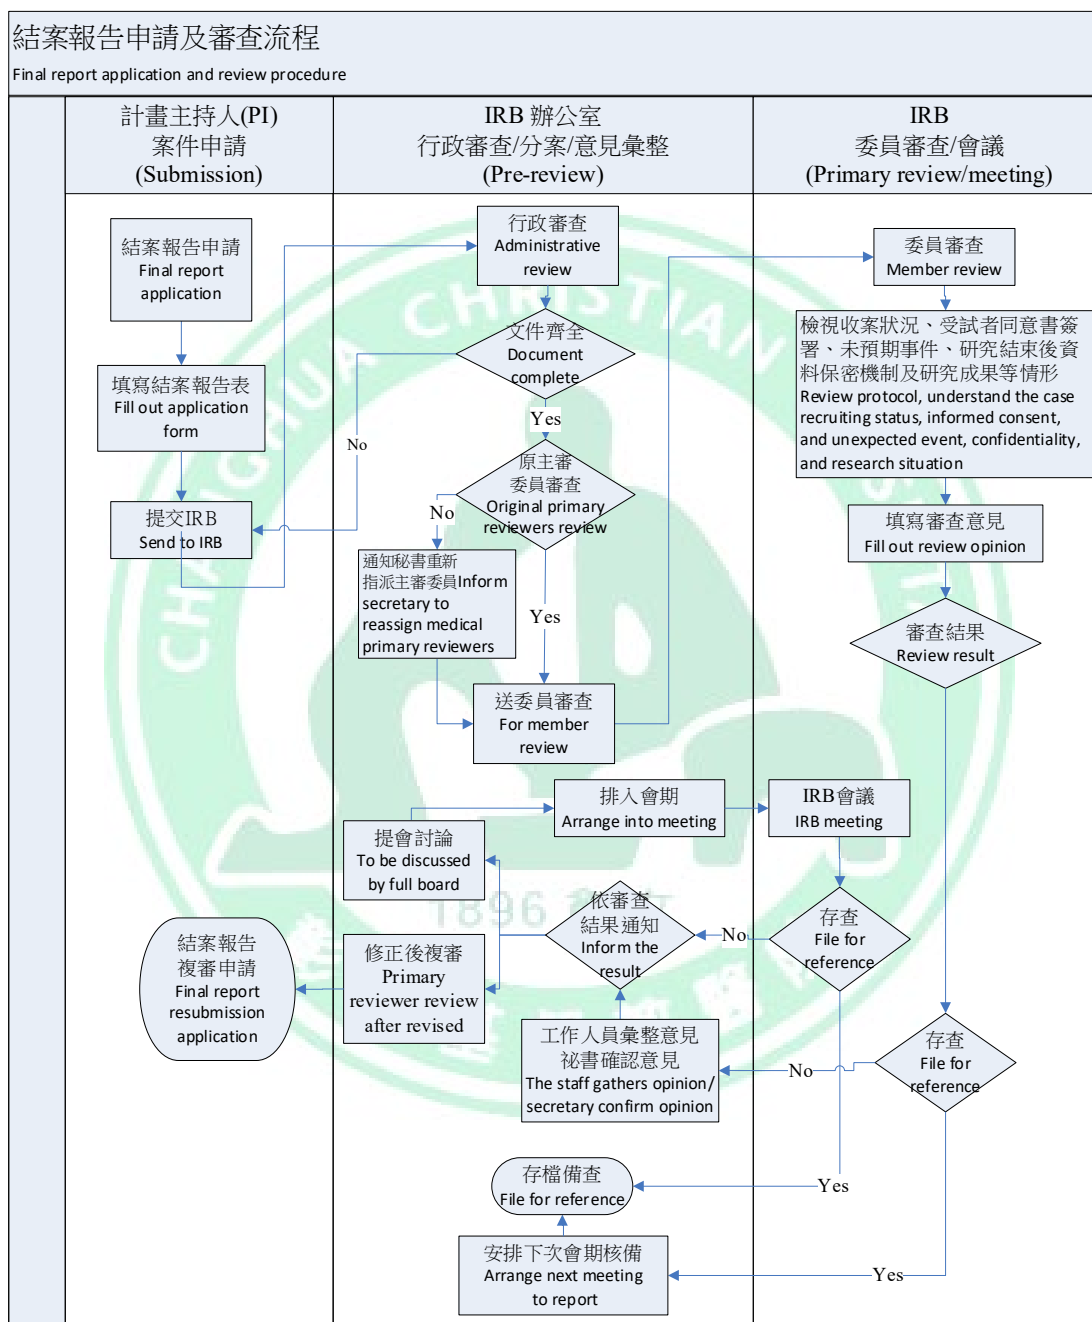 結案報告申請及審查流程
Final report application and review procedure
計畫主持人(PI)
案件申請
(Submission)
IRB 辦公室
行政審查/分案/意見彙整
(Pre-review)
IRB
委員審查/會議
(Primary review/meeting)
結案報告申請
Final report
application
填寫結案報告表
Fill out application
form
提交IRB
Send to IRB
行政審查
Administrative
review
文件齊全
Document
complete
No
Yes
原主審
委員審查
Original primary
reviewers review
No
Yes
通知秘書重新
指派主審委員Inform
secretary to
reassign medical
primary reviewers
送委員審查
For member
review
委員審查
Member review
檢視收案狀況、受試者同意書簽
署、未預期事件、研究結束後資
料保密機制及研究成果等情形
Review protocol, understand the case
recruiting status, informed consent,
and unexpected event, confidentiality,
and research situation
填寫審查意見
Fill out review opinion
審查結果
Review result
排入會期
Arrange into meeting
IRB會議
IRB meeting
提會討論
To be discussed
by full board
依審查
結果通知
Inform the
result
No
存查
File for
reference
結案報告
複審申請
Final report
resubmission
application
修正後複審
Primary
reviewer review
after revised
工作人員彙整意見
祕書確認意見
The staff gathers opinion/
secretary confirm opinion
No
存查
File for
reference
存檔備查
File for reference
Yes
安排下次會期核備
Arrange next meeting
to report
Yes
CHANGHUA CHRISTIAN
1896